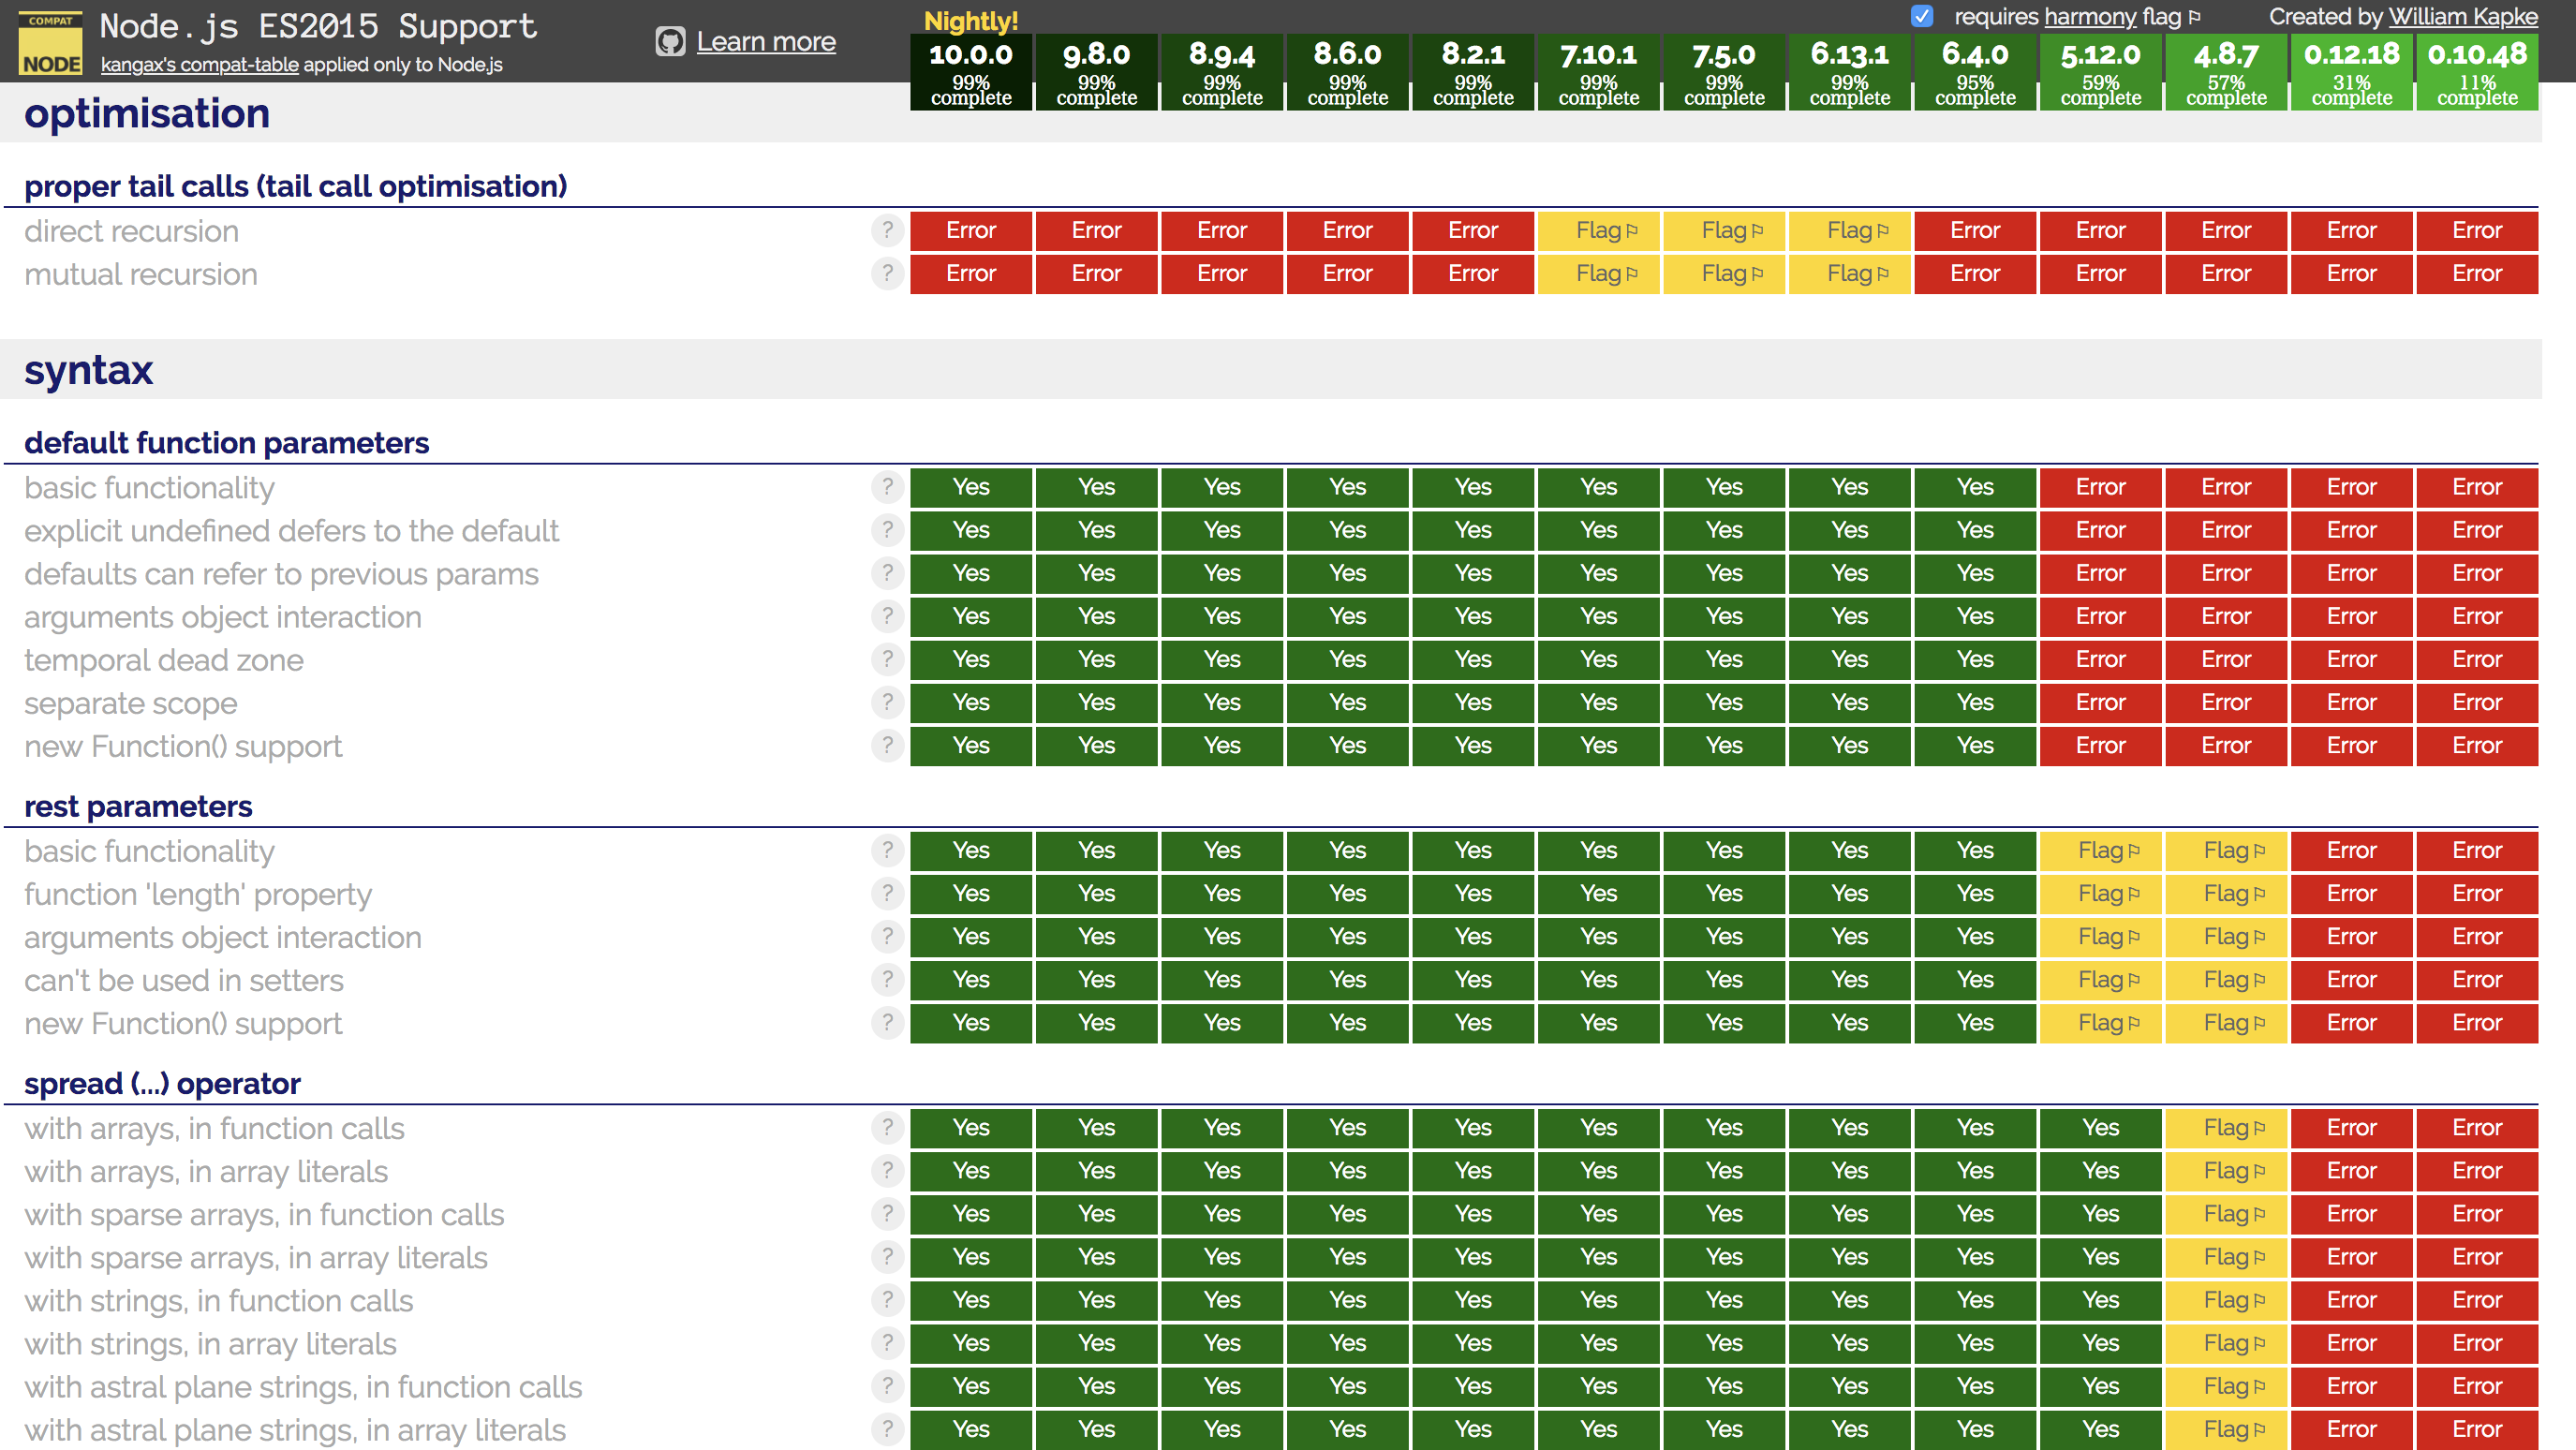 COMPAT
NODE
Node.js ES2015 Support
kangax's compat-table applied only to Node.js
Learn more
requires harmony flag ⚐
Created by William Kapke
Nightly!
10.0.0 9.8.0 8.9.4 8.6.0 8.2.1 7.10.1 7.5.0 6.13.1 6.4.0 5.12.0 4.8.7 0.12.18 0.10.48
99% 99% 99% 99% 99% 99% 99% 99% 95% 59% 57% 31% 11%
complete complete complete complete complete complete complete complete complete complete complete complete complete
optimisation
proper tail calls (tail call optimisation)
direct recursion ? Error Error Error Error Error Flag⚐ Flag⚐ Flag⚐ Error Error Error Error Error
mutual recursion ? Error Error Error Error Error Flag⚐ Flag⚐ Flag⚐ Error Error Error Error Error
syntax
default function parameters
basic functionality ? Yes Yes Yes Yes Yes Yes Yes Yes Yes Error Error Error Error
explicit undefined defers to the default ? Yes Yes Yes Yes Yes Yes Yes Yes Yes Error Error Error Error
defaults can refer to previous params ? Yes Yes Yes Yes Yes Yes Yes Yes Yes Error Error Error Error
arguments object interaction ? Yes Yes Yes Yes Yes Yes Yes Yes Yes Error Error Error Error
temporal dead zone ? Yes Yes Yes Yes Yes Yes Yes Yes Yes Error Error Error Error
separate scope ? Yes Yes Yes Yes Yes Yes Yes Yes Yes Error Error Error Error
new Function() support ? Yes Yes Yes Yes Yes Yes Yes Yes Yes Error Error Error Error
rest parameters
basic functionality ? Yes Yes Yes Yes Yes Yes Yes Yes Yes Flag⚐ Flag⚐ Error Error
function 'length' property ? Yes Yes Yes Yes Yes Yes Yes Yes Yes Flag⚐ Flag⚐ Error Error
arguments object interaction ? Yes Yes Yes Yes Yes Yes Yes Yes Yes Flag⚐ Flag⚐ Error Error
can't be used in setters ? Yes Yes Yes Yes Yes Yes Yes Yes Yes Flag⚐ Flag⚐ Error Error
new Function() support ? Yes Yes Yes Yes Yes Yes Yes Yes Yes Flag⚐ Flag⚐ Error Error
spread (...) operator
with arrays, in function calls ? Yes Yes Yes Yes Yes Yes Yes Yes Yes Yes Flag⚐ Error Error
with arrays, in array literals ? Yes Yes Yes Yes Yes Yes Yes Yes Yes Yes Flag⚐ Error Error
with sparse arrays, in function calls ? Yes Yes Yes Yes Yes Yes Yes Yes Yes Yes Flag⚐ Error Error
with sparse arrays, in array literals ? Yes Yes Yes Yes Yes Yes Yes Yes Yes Yes Flag⚐ Error Error
with strings, in function calls ? Yes Yes Yes Yes Yes Yes Yes Yes Yes Yes Flag⚐ Error Error
with strings, in array literals ? Yes Yes Yes Yes Yes Yes Yes Yes Yes Yes Flag⚐ Error Error
with astral plane strings, in function calls ? Yes Yes Yes Yes Yes Yes Yes Yes Yes Yes Flag⚐ Error Error
with astral plane strings, in array literals ? Yes Yes Yes Yes Yes Yes Yes Yes Yes Yes Flag⚐ Error Error